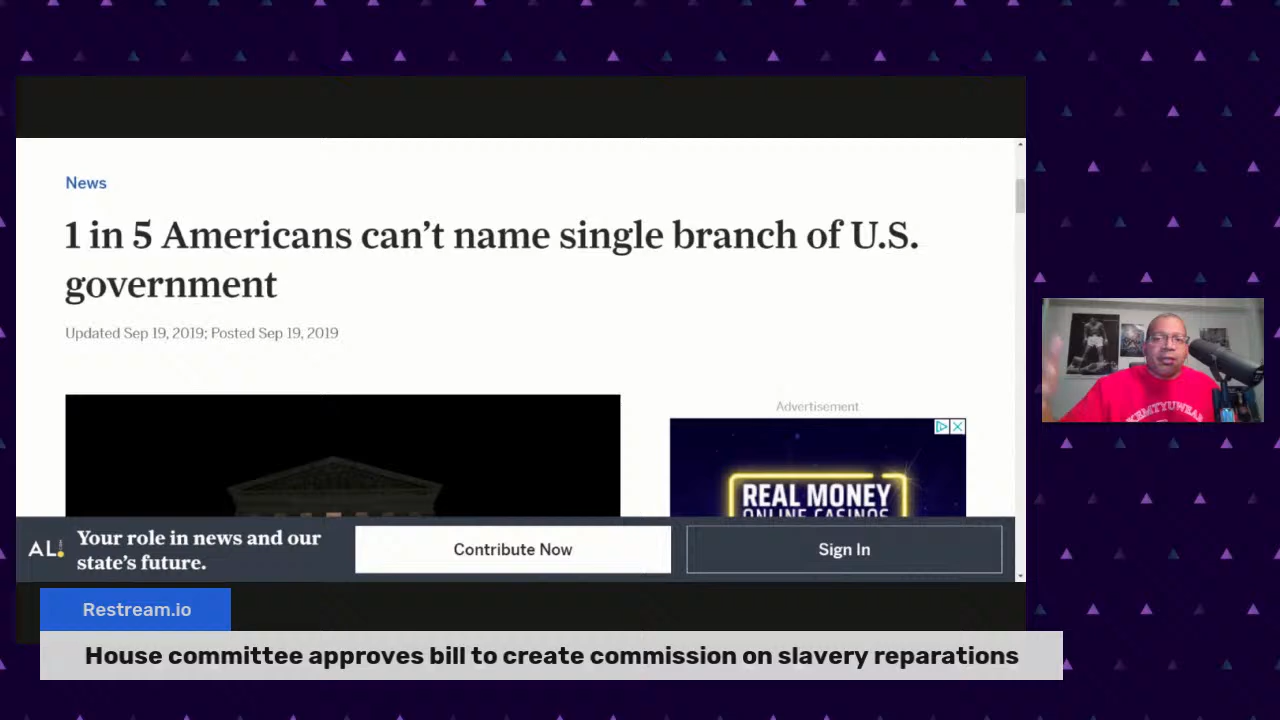 News
1 in 5 Americans can’t name single branch of U.S.
government
Updated Sep 19, 2019; Posted Sep 19, 2019
Advertisement
REAL MONEY
ONLINE CASINOS
AL.
Your role in news and our
state’s future.
Contribute Now
Sign In
Restream.io
House committee approves bill to create commission on slavery reparations